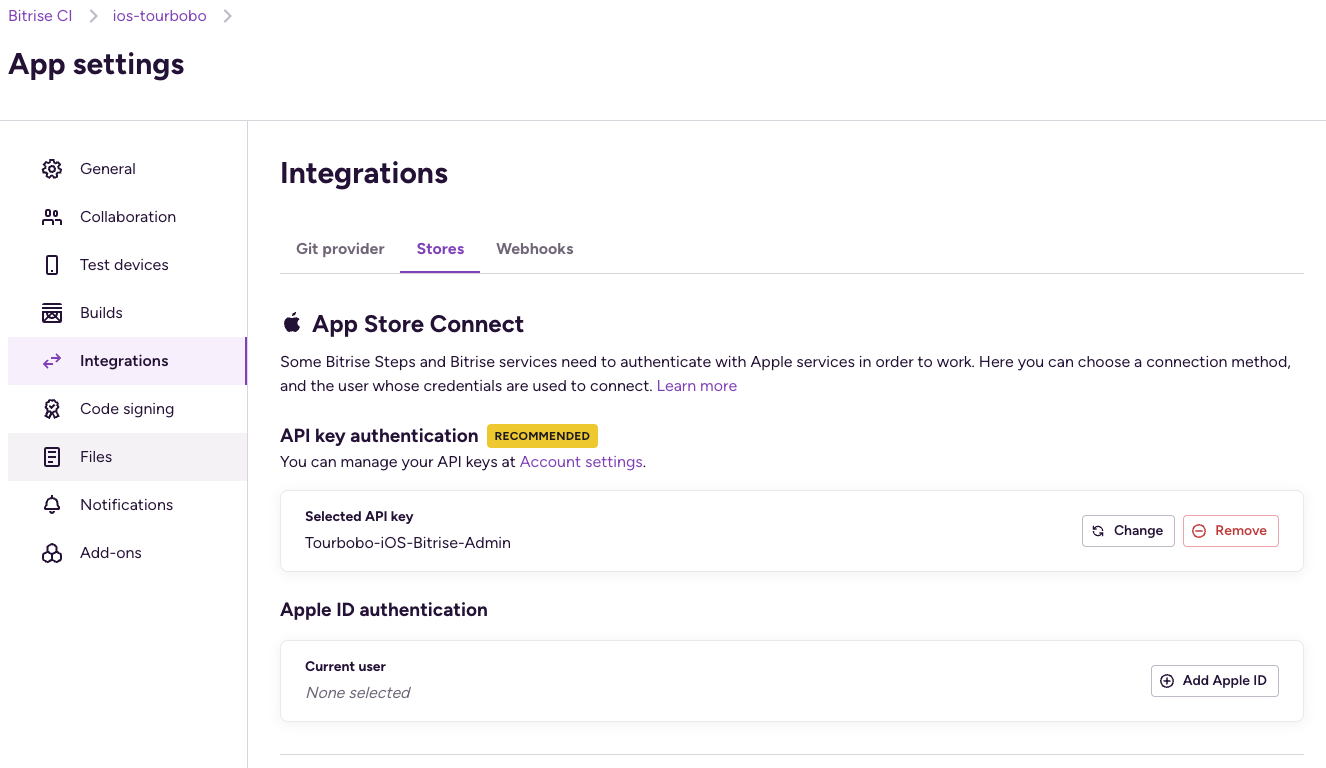 Bitrise CI
ios-tourbobo
App settings
General
Collaboration
Test devices
Builds
Integrations
Code signing
Files
Notifications
Add-ons
Integrations
Git provider Stores Webhooks
App Store Connect
Some Bitrise Steps and Bitrise services need to authenticate with Apple services in order to work. Here you can choose a connection method,
and the user whose credentials are used to connect. Learn more
API key authentication RECOMMENDED
You can manage your API keys at Account settings.
Selected API key
Tourbobo-iOS-Bitrise-Admin
Change Remove
Apple ID authentication
Current user
None selected
Add Apple ID